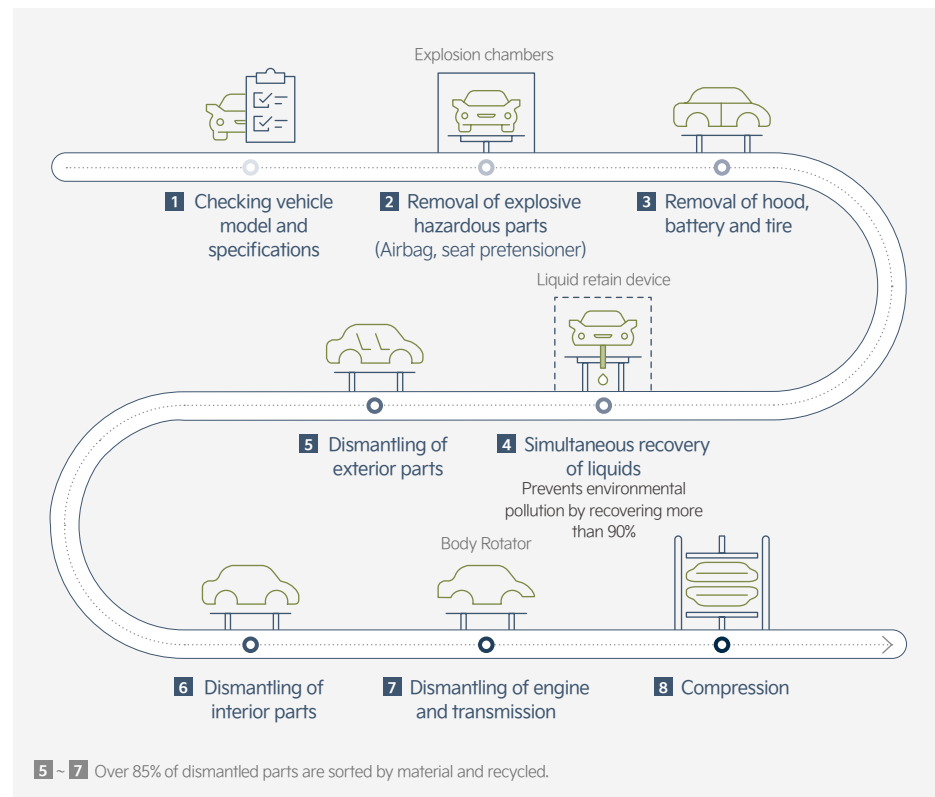 Explosion chambers
1 Checking vehicle
model and
specifications
2 Removal of explosive
hazardous parts
(Airbag, seat pretensioner)
3 Removal of hood,
battery and tire
Liquid retain device
4 Simultaneous recovery
of liquids
Prevents environmental
pollution by recovering more
than 90%
5 Dismantling of
exterior parts
6 Dismantling of
interior parts
Body Rotator
7 Dismantling of engine
and transmission
8 Compression
5 ~ 7 Over 85% of dismantled parts are sorted by material and recycled.